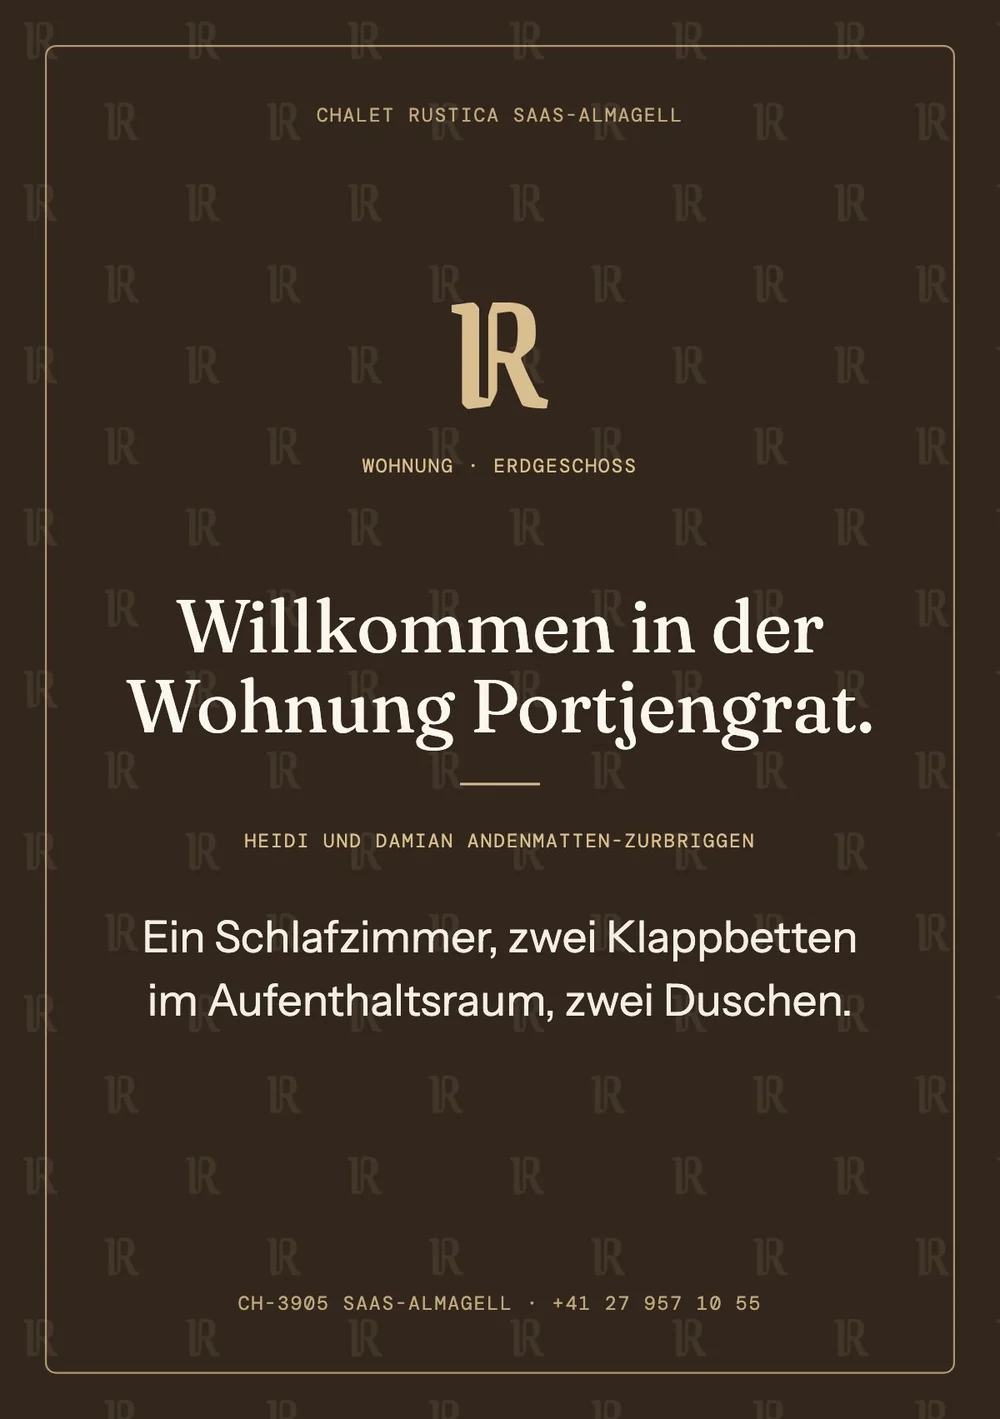 CHALET RUSTICA SAAS-ALMAGELL
R
WOHNUNG · ERDGESCHOSS
Willkommen in der
Wohnung Portjengrat.
HEIDI UND DAMIAN ANDENMATTEN-ZURBRIGGEN
Ein Schlafzimmer, zwei Klappbetten
im Aufenthaltsraum, zwei Duschen.
CH-3905 SAAS-ALMAGELL · +41 27 957 10 55